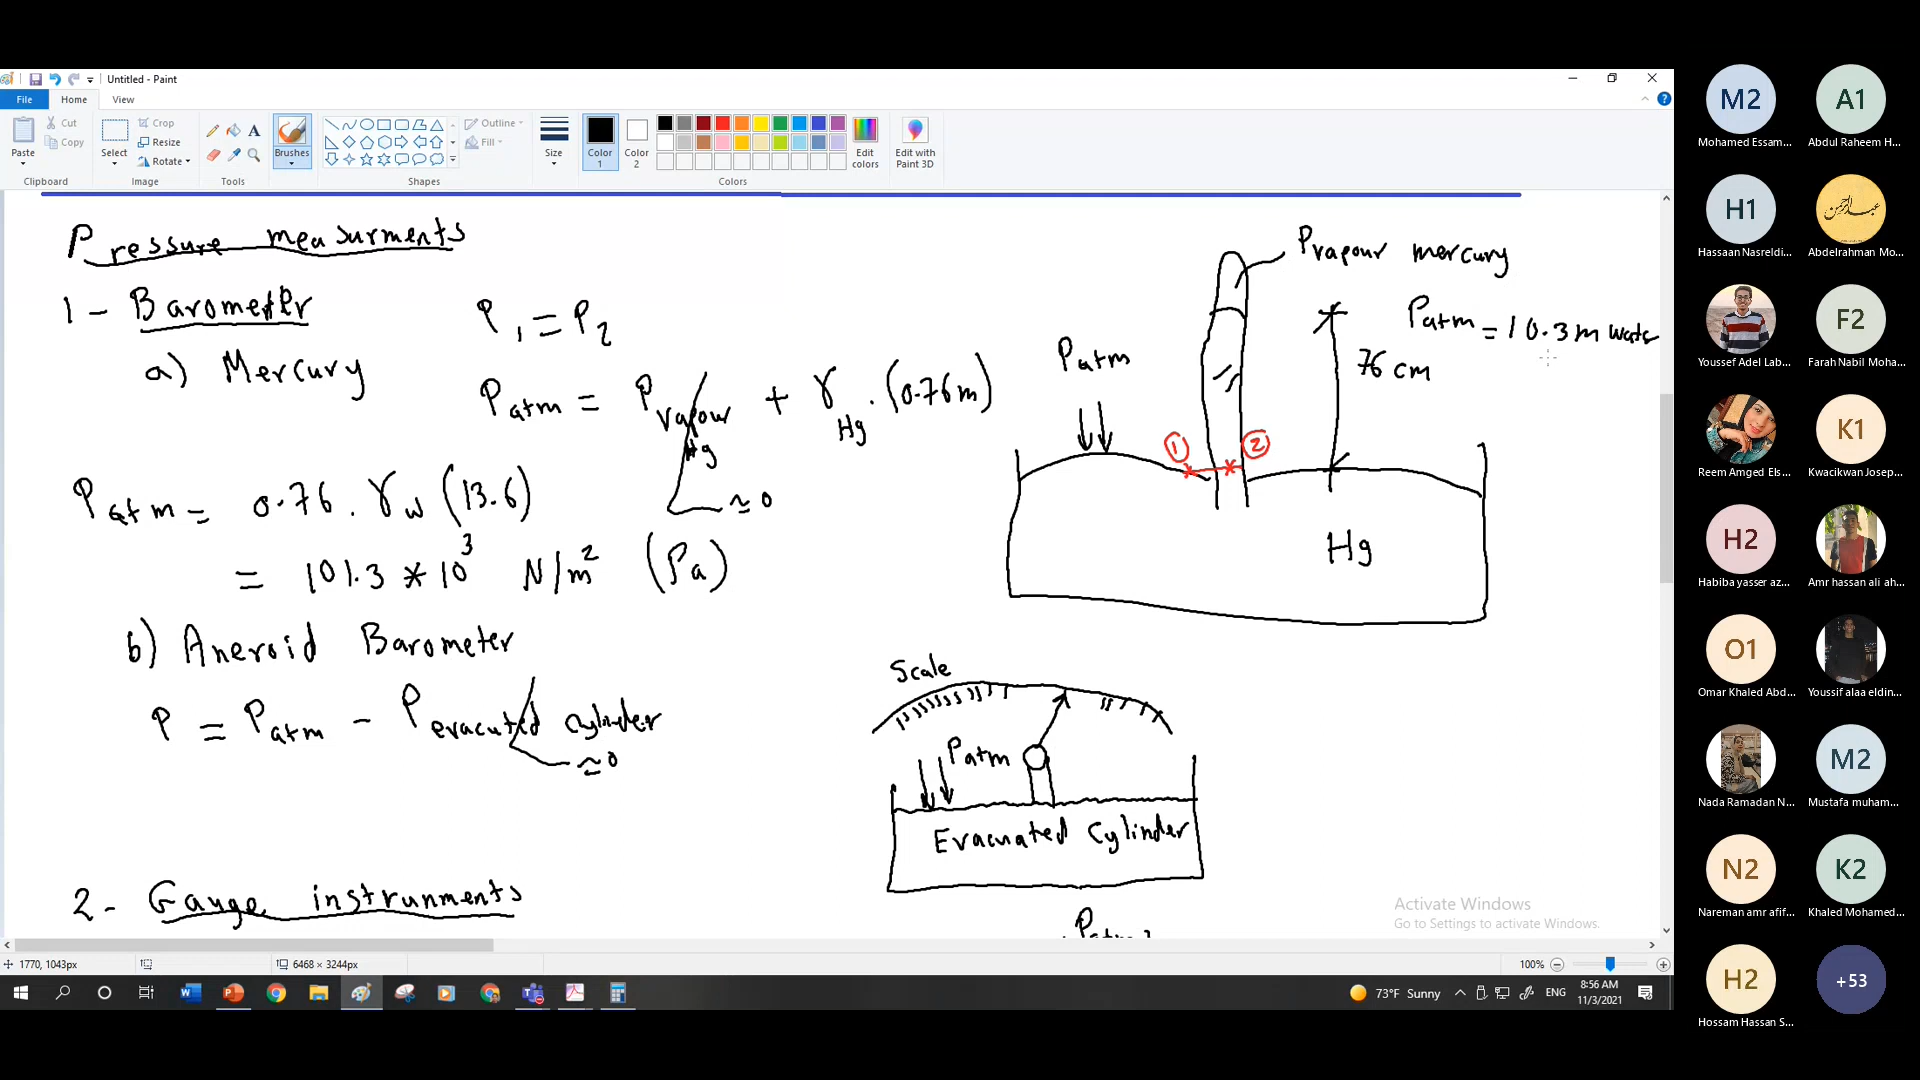 Untitled - Paint
File
Home
View
Paste
Cut
Copy
Clipboard
Select
Crop
Resize
Rotate
Image
Tools
Brushes
Shapes
Outline
Fill
Size
Color 1
Color 2
Colors
Edit colors
Edit with Paint 3D
Pressure measurments
1 - Barometer
a) Mercury
P1 = P2
Patm = Pvapour Hg + γHg . (0.76m)
≃ 0
Patm = 0.76 . γw (13.6)
= 101.3 * 10³ N/m² (Pa)
b) Aneroid Barometer
P = Patm - Pevacuted cylinder
≃ 0
2 - Gauge instrunments
Pvapour mercury
Patm = 10.3 m water
76 cm
Patm
1
2
Hg
Scale
Patm
Evacuated Cylinder
Activate Windows
Go to Settings to activate Windows.
1770, 1043px
6468 × 3244px
100%
73°F Sunny
ENG
8:56 AM
11/3/2021
M2
Mohamed Essam...
A1
Abdul Raheem H...
H1
Hassaan Nasreldi...
عبدالرحمن
Abdelrahman Mo...
Youssef Adel Lab...
F2
Farah Nabil Moha...
Reem Amged Els...
K1
Kwacikwan Josep...
H2
Habiba yasser az...
Amr hassan ali ah...
O1
Omar Khaled Abd...
Youssif alaa eldin...
Nada Ramadan N...
M2
Mustafa muham...
N2
Nareman amr afif...
K2
Khaled Mohamed...
H2
Hossam Hassan S...
+53